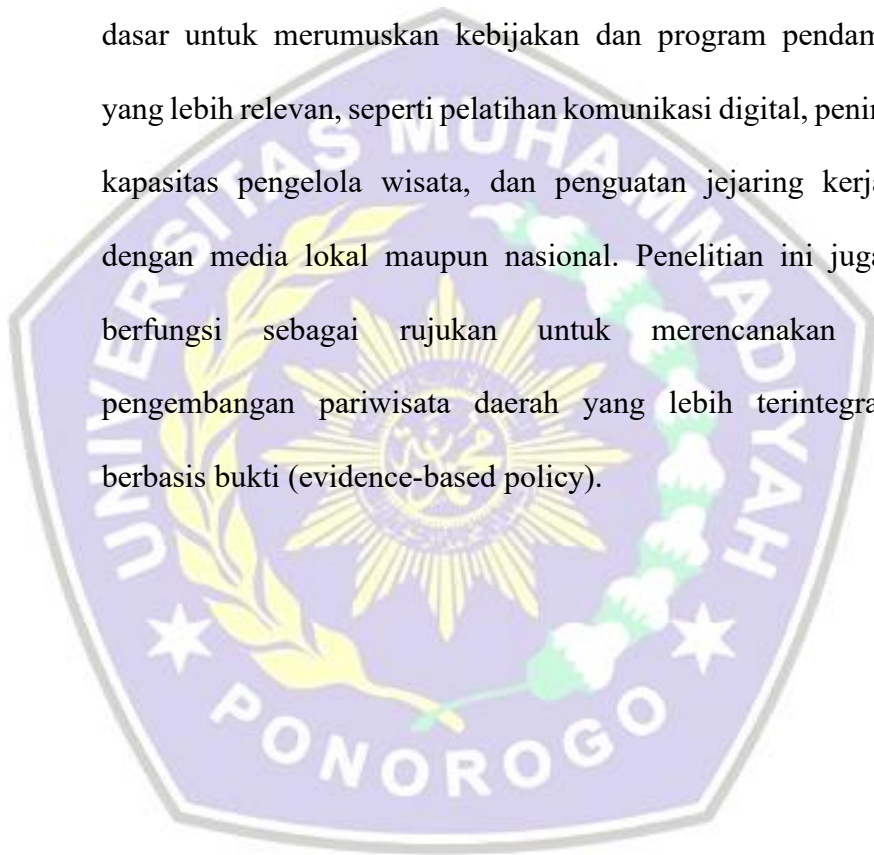 dasar untuk merumuskan kebijakan dan program
yang lebih relevan, seperti pelatihan komunikasi digital,
kapasitas pengelola wisata, dan penguatan jejaring
dengan media lokal maupun nasional. Penelitian ini juga
berfungsi sebagai rujukan untuk merencanakan
pengembangan pariwisata daerah yang lebih
berbasis bukti (evidence-based policy).
UNIVERSITAS MUHAMMADIYAH
PONOROGO